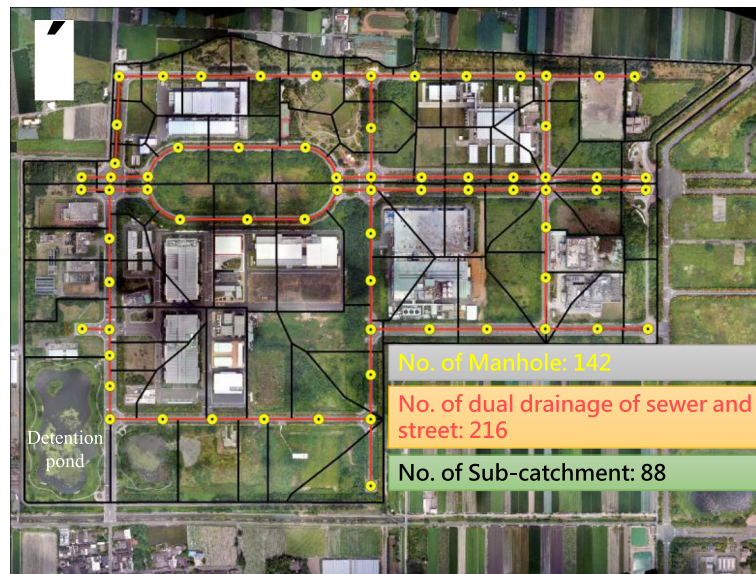 No. of Manhole: 142
No. of dual drainage of sewer and
street: 216
No. of Sub-catchment: 88
Detention
pond